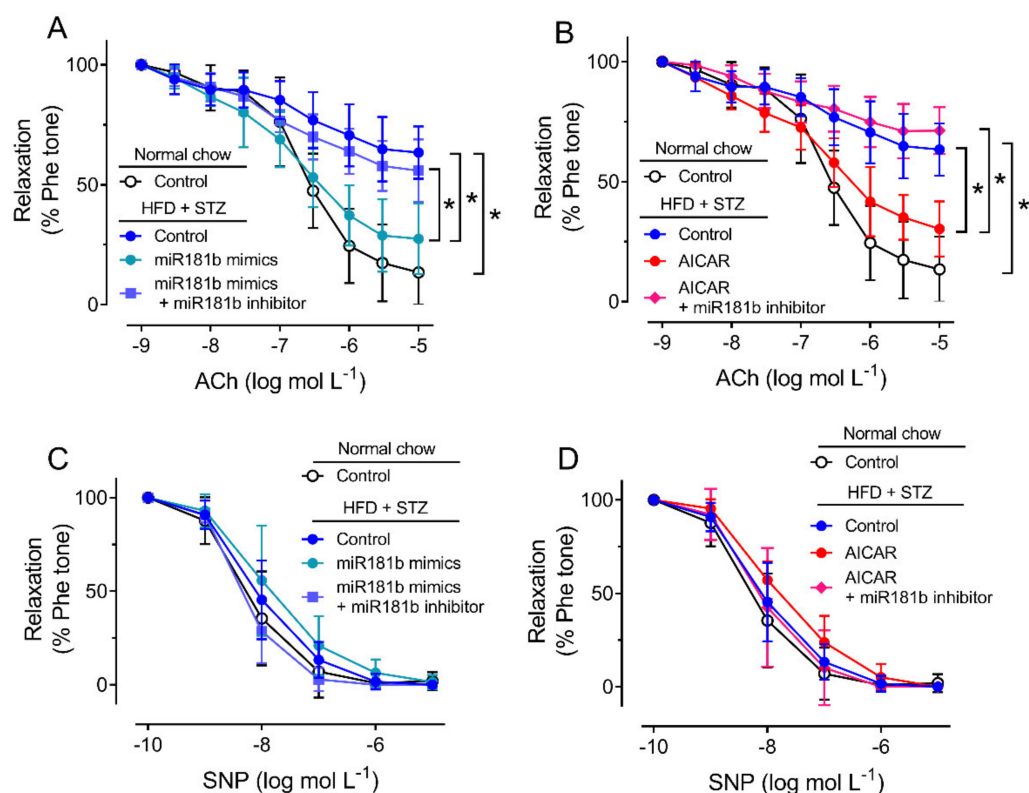 A
Relaxation
(% Phe tone)
100
50
0
Normal chow
Control
HFD + STZ
Control
miR181b mimics
miR181b mimics
+ miR181b inhibitor
* * *
-9 -8 -7 -6 -5
ACh (log mol L⁻¹)
B
Relaxation
(% Phe tone)
100
50
0
Normal chow
Control
HFD + STZ
Control
AICAR
AICAR
+ miR181b inhibitor
* * *
-9 -8 -7 -6 -5
ACh (log mol L⁻¹)
C
Relaxation
(% Phe tone)
100
50
0
Normal chow
Control
HFD + STZ
Control
miR181b mimics
miR181b mimics
+ miR181b inhibitor
-10 -8 -6
SNP (log mol L⁻¹)
D
Relaxation
(% Phe tone)
100
50
0
Normal chow
Control
HFD + STZ
Control
AICAR
AICAR
+ miR181b inhibitor
-10 -8 -6
SNP (log mol L⁻¹)